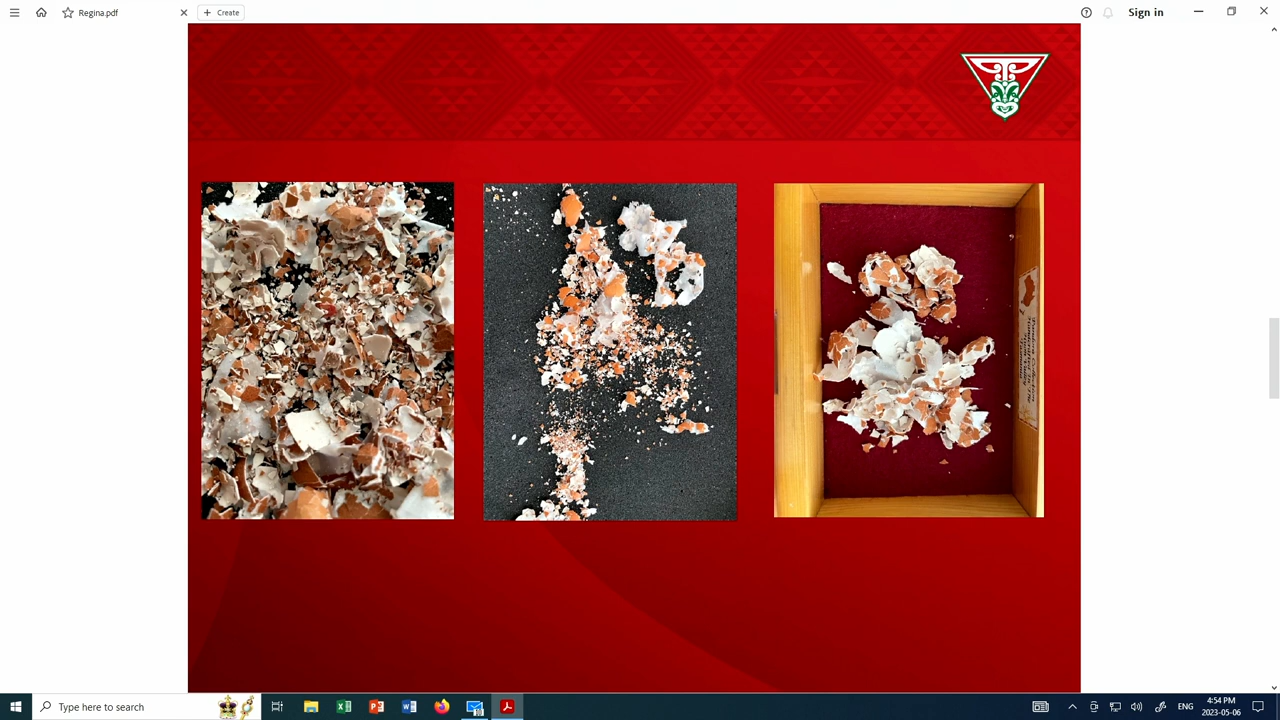 Regina.pdf
Create
Sign in
Type here to search
ENG
4:54 PM
2023-05-06